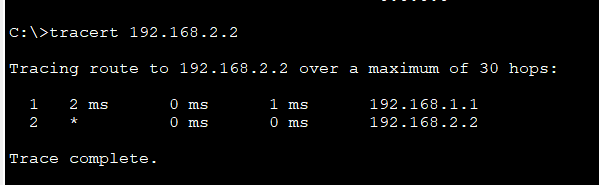 C:\>tracert 192.168.2.2
Tracing route to 192.168.2.2 over a maximum of 30 hops:
1 2 ms 0 ms 1 ms 192.168.1.1
2 * 0 ms 0 ms 192.168.2.2
Trace complete.